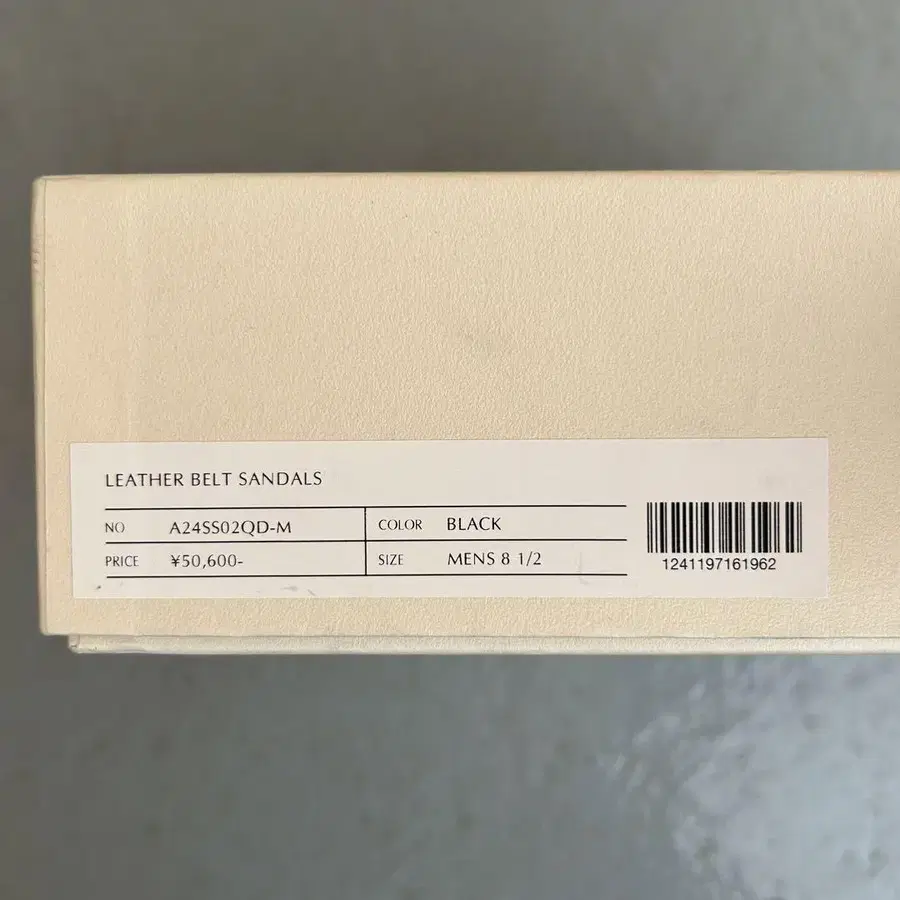 LEATHER BELT SANDALS
NO A24SS02QD-M COLOR BLACK
PRICE ¥50,600- SIZE MENS 8 1/2
1241197161962